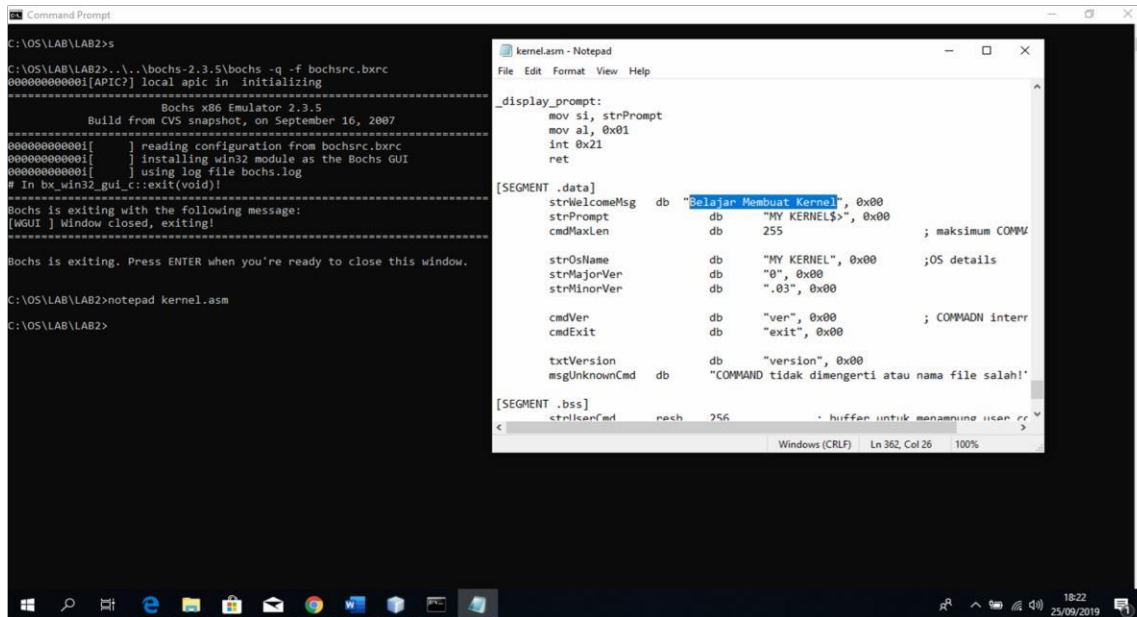 Command Prompt
C:\OS\LAB\LAB2>s
C:\OS\LAB\LAB2>..\..\bochs-2.3.5\bochs -q -f bochsrc.bxrc
00000000000i[APIC?] local apic in  initializing
========================================================================
Bochs x86 Emulator 2.3.5
Build from CVS snapshot, on September 16, 2007
========================================================================
00000000000i[     ] reading configuration from bochsrc.bxrc
00000000000i[     ] installing win32 module as the Bochs GUI
00000000000i[     ] using log file bochs.log
# In bx_win32_gui_c::exit(void)!
========================================================================
Bochs is exiting with the following message:
[WGUI ] Window closed, exiting!
========================================================================
Bochs is exiting. Press ENTER when you're ready to close this window.
C:\OS\LAB\LAB2>notepad kernel.asm
C:\OS\LAB\LAB2>
kernel.asm - Notepad
File Edit Format View Help
_display_prompt:
mov si, strPrompt
mov al, 0x01
int 0x21
ret
[SEGMENT .data]
strWelcomeMsg db "Belajar Membuat Kernel", 0x00
strPrompt db "MY KERNEL$>", 0x00
cmdMaxLen db 255 ; maksimum COMMA
strOsName db "MY KERNEL", 0x00 ;OS details
strMajorVer db "0", 0x00
strMinorVer db ".03", 0x00
cmdVer db "ver", 0x00 ; COMMADN interr
cmdExit db "exit", 0x00
txtVersion db "version", 0x00
msgUnknownCmd db "COMMAND tidak dimengerti atau nama file salah!"
[SEGMENT .bss]
strUserCmd resb 256 ; buffer untuk menampung user
Windows (CRLF) Ln 362, Col 26 100%
18:22
25/09/2019